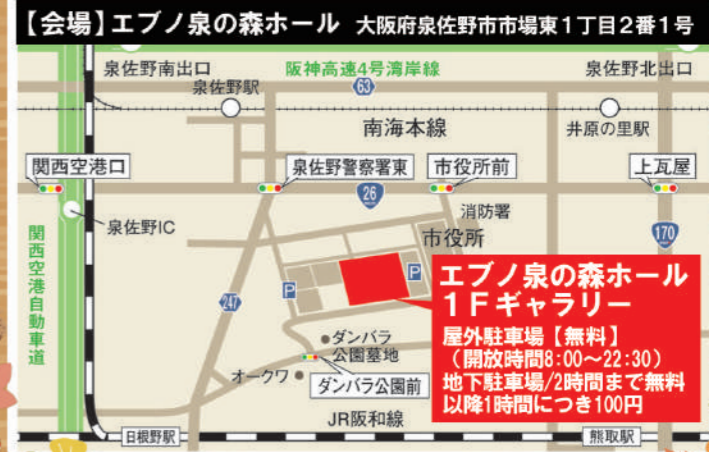 【会場】エブノ泉の森ホール 大阪府泉佐野市市場東1丁目2番1号
泉佐野南出口
阪神高速4号湾岸線
泉佐野北出口
泉佐野駅
63
南海本線
井原の里駅
関西空港口
泉佐野警察署東
市役所前
上瓦屋
26
消防署
泉佐野IC
市役所
170
関西空港自動車道
P
P
247
エブノ泉の森ホール
1Fギャラリー
屋外駐車場【無料】
（開放時間8:00〜22:30）
地下駐車場/2時間まで無料
以降1時間につき100円
ダンバラ
公園墓地
オークワ
ダンバラ公園前
JR阪和線
日根野駅
熊取駅